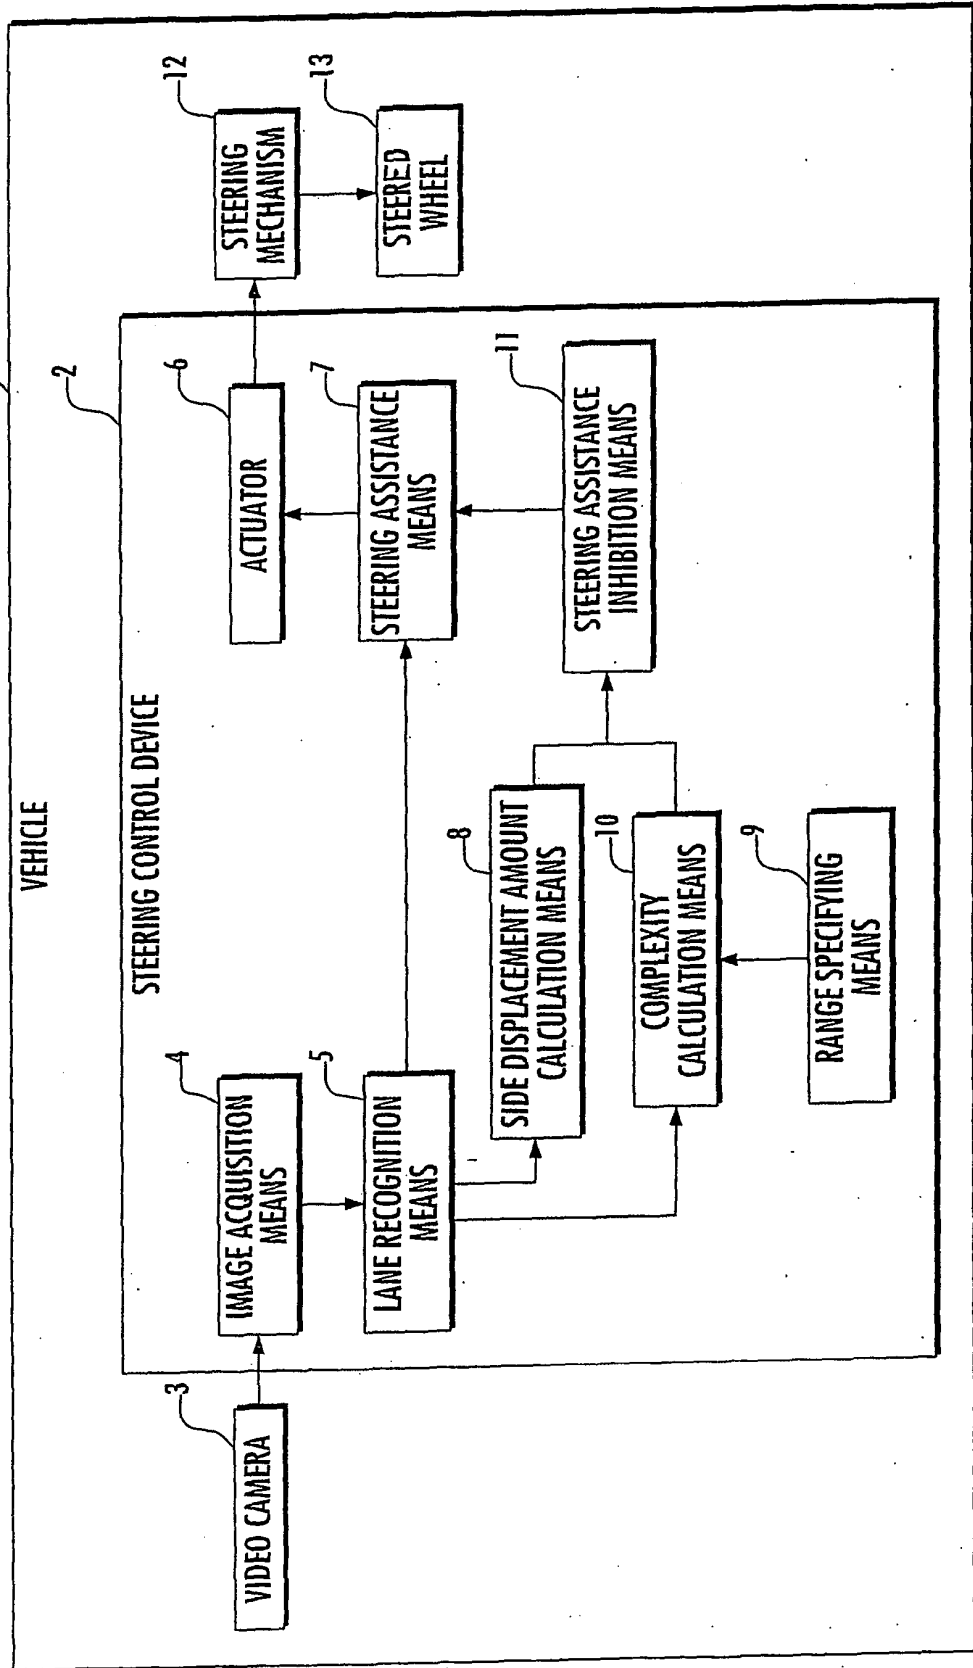 VEHICLE
2
STEERING CONTROL DEVICE
3
VIDEO CAMERA
4
IMAGE ACQUISITION
MEANS
5
LANE RECOGNITION
MEANS
6
ACTUATOR
7
STEERING ASSISTANCE
MEANS
8
SIDE DISPLACEMENT AMOUNT
CALCULATION MEANS
10
COMPLEXITY
CALCULATION MEANS
9
RANGE SPECIFYING
MEANS
11
STEERING ASSISTANCE
INHIBITION MEANS
12
STEERING
MECHANISM
13
STEERED
WHEEL